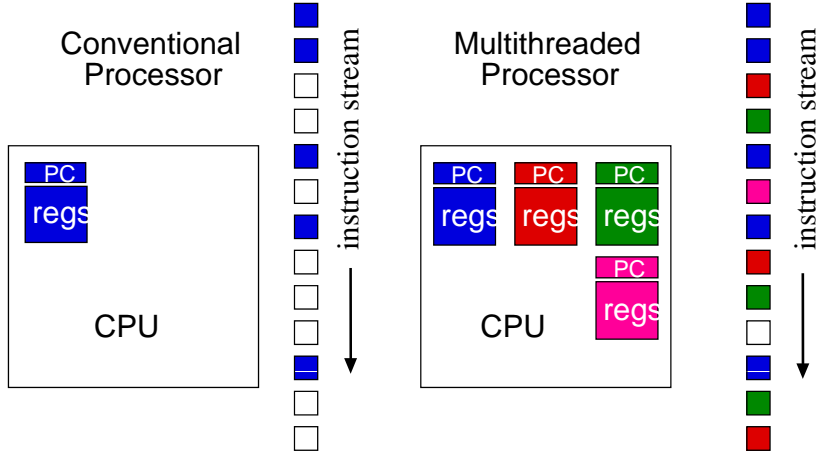 Conventional
Processor
PC
regs
CPU
instruction stream
Multithreaded
Processor
PC
regs
PC
regs
PC
regs
PC
regs
CPU
instruction stream